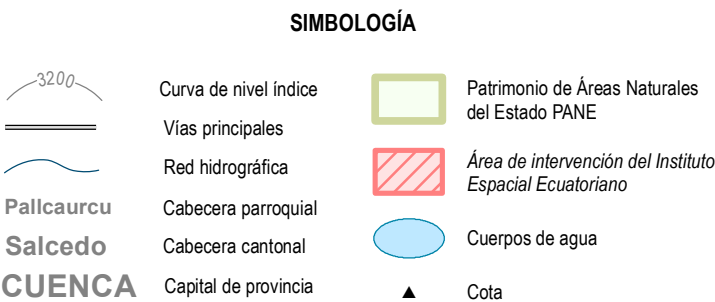 SIMBOLOGÍA
3200
Curva de nivel índice
Vías principales
Red hidrográfica
Pallcaurcu
Cabecera parroquial
Salcedo
Cabecera cantonal
CUENCA
Capital de provincia
Patrimonio de Áreas Naturales
del Estado PANE
Área de intervención del Instituto
Espacial Ecuatoriano
Cuerpos de agua
Cota